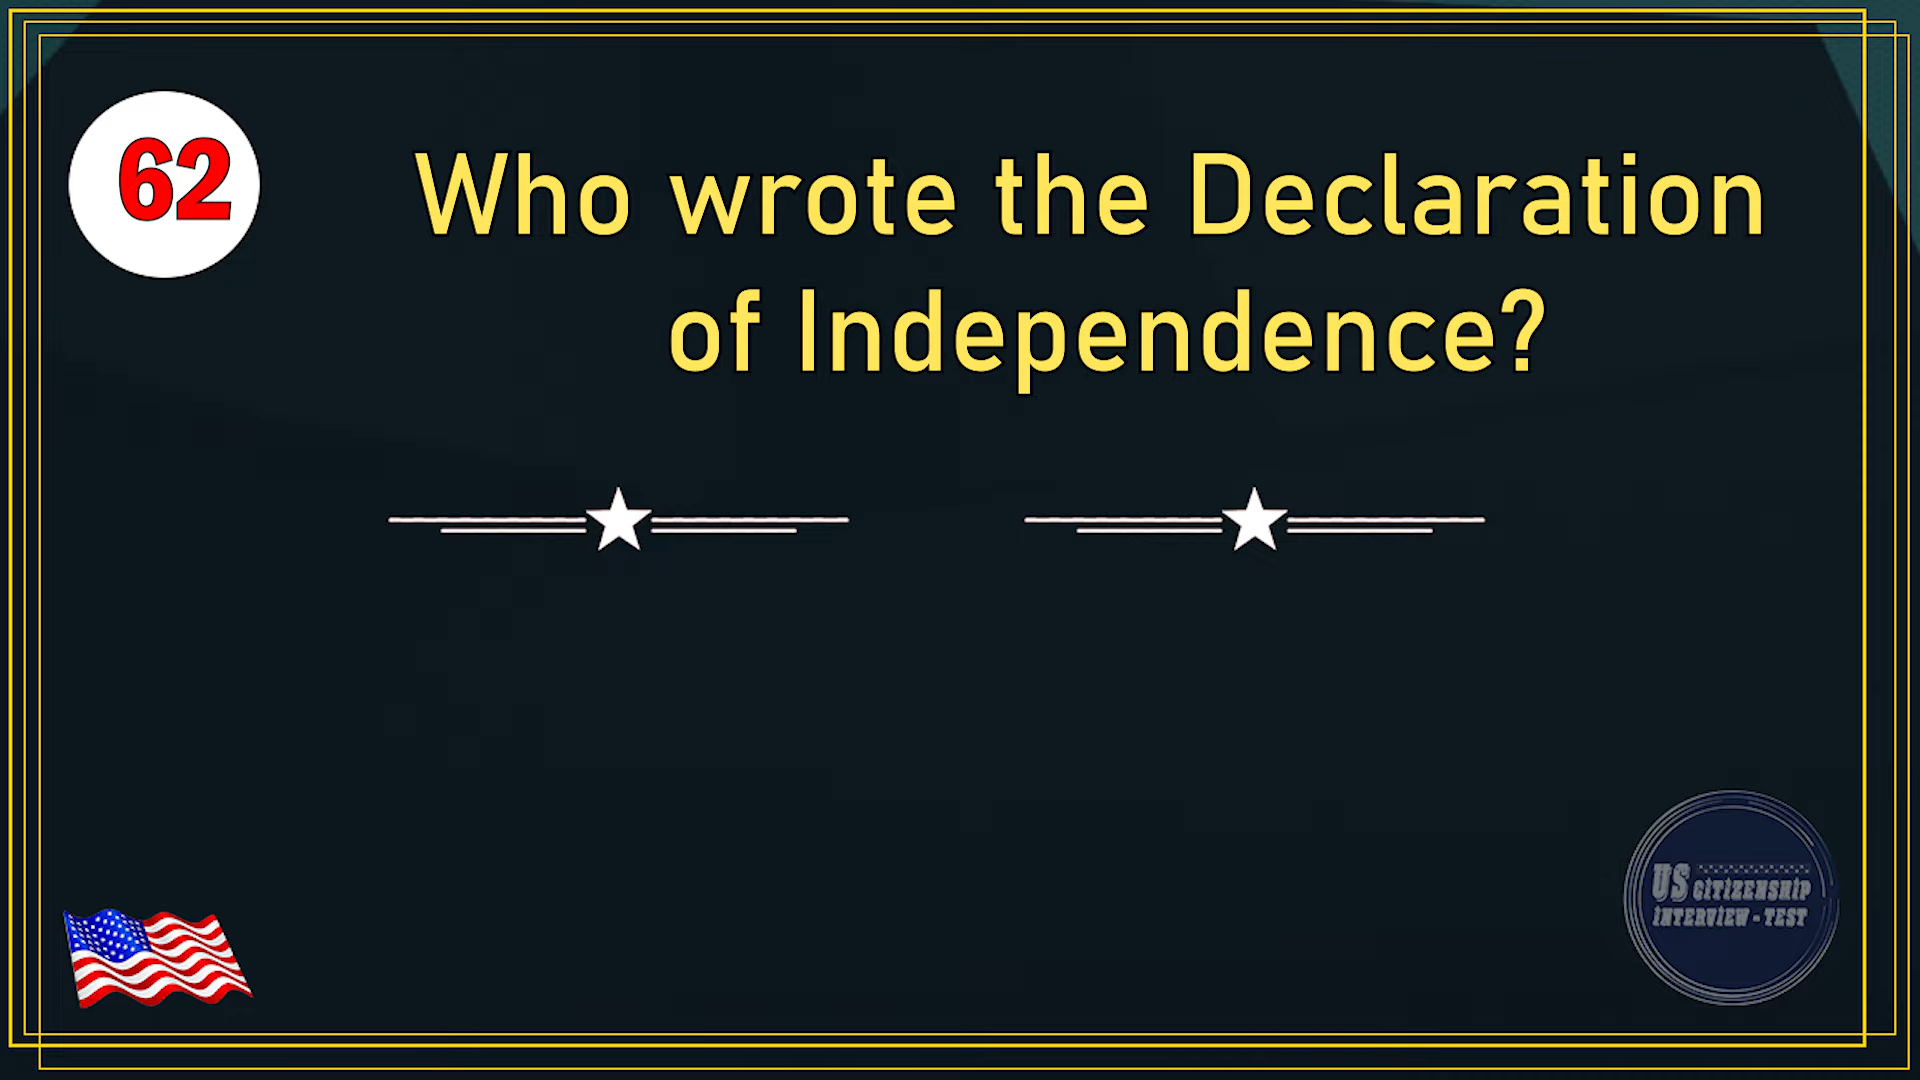 62
Who wrote the Declaration
of Independence?
US CITIZENSHIP
INTERVIEW - TEST